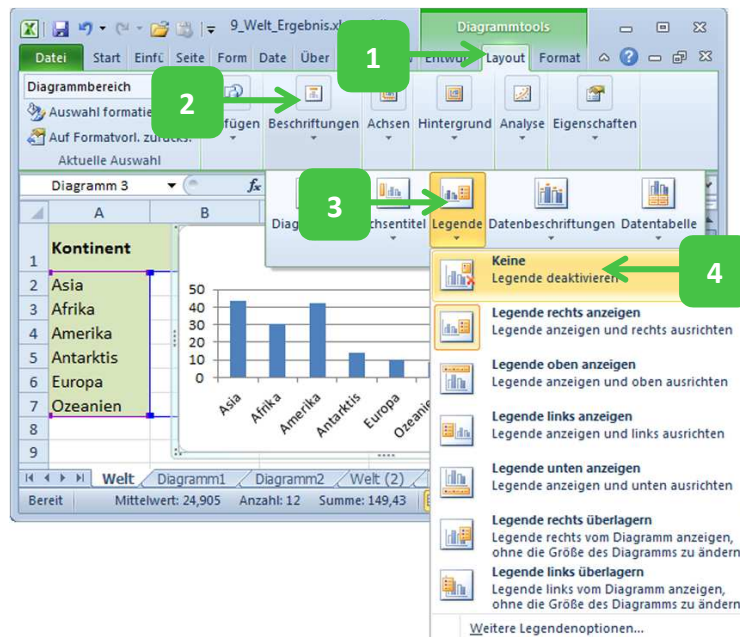 9_Welt_Ergebnis.xl
Diagrammtools
Datei Start Einfü Seite Form Date Über Entwurf Layout Format
1
Diagrammbereich
Auswahl formatie
Auf Formatvorl. zurücks.
Aktuelle Auswahl
2
fügen Beschriftungen Achsen Hintergrund Analyse Eigenschaften
Diagramm 3
fx
3
Diag chsentitel Legende Datenbeschriftungen Datentabelle
A B
1 Kontinent
2 Asia
3 Afrika
4 Amerika
5 Antarktis
6 Europa
7 Ozeanien
8
9
50
40
30
20
10
0
Asia Afrika Amerika Antarktis Europa Ozeanie
Keine
Legende deaktivieren
4
Legende rechts anzeigen
Legende anzeigen und rechts ausrichten
Legende oben anzeigen
Legende anzeigen und oben ausrichten
Legende links anzeigen
Legende anzeigen und links ausrichten
Legende unten anzeigen
Legende anzeigen und unten ausrichten
Legende rechts überlagern
Legende rechts vom Diagramm anzeigen,
ohne die Größe des Diagramms zu ändern
Legende links überlagern
Legende links vom Diagramm anzeigen,
ohne die Größe des Diagramms zu ändern
Weitere Legendenoptionen...
Welt Diagramm1 Diagramm2 Welt (2)
Bereit Mittelwert: 24,905 Anzahl: 12 Summe: 149,43